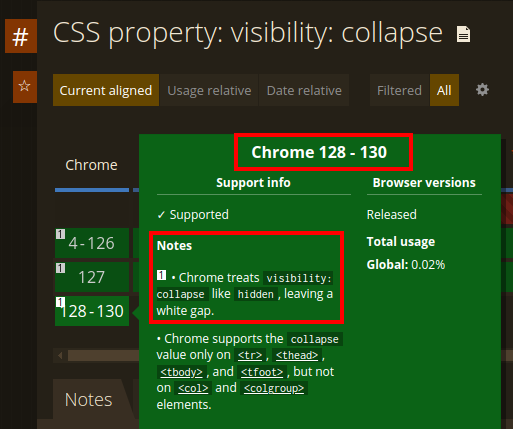 #
CSS property: visibility: collapse
☆
Current aligned Usage relative Date relative Filtered All
Chrome
Chrome 128 - 130
Support info
Browser versions
✓ Supported
Released
Notes
Total usage
Global: 0.02%
1 • Chrome treats visibility:
collapse like hidden, leaving a
white gap.
• Chrome supports the collapse
value only on <tr>, <thead>,
<tbody>, and <tfoot>, but not
on <col> and <colgroup>
elements.
1
4 - 126
1
127
1
128 - 130
Notes